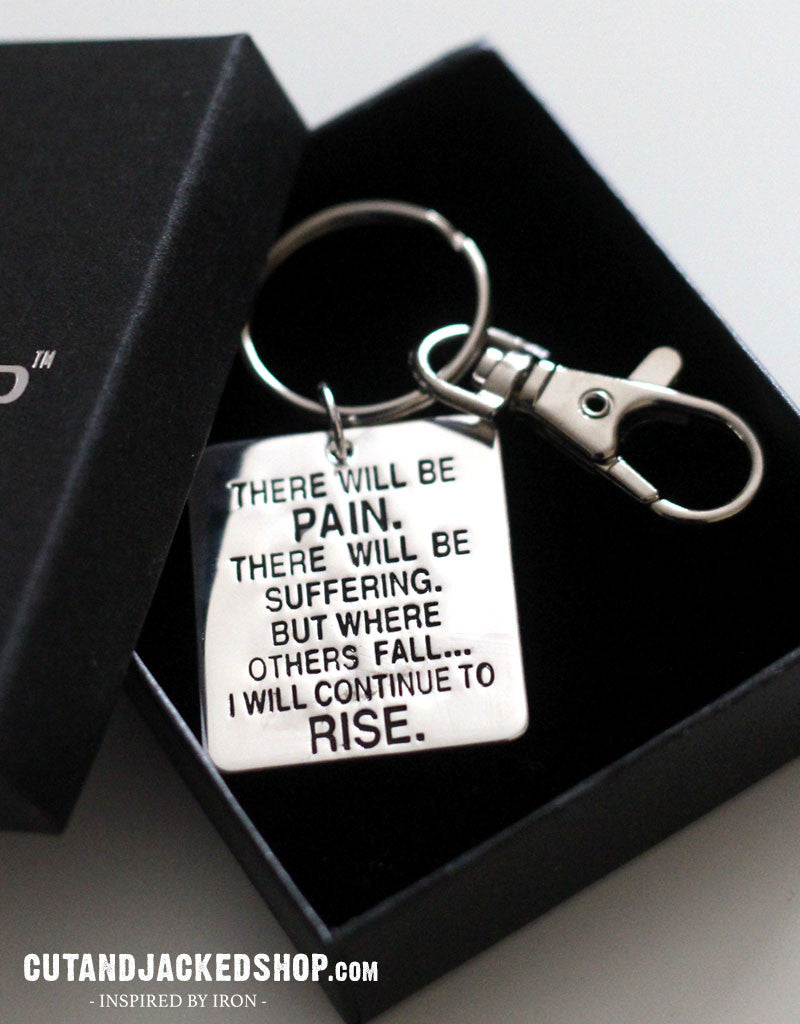 D™
THERE WILL BE
PAIN.
THERE WILL BE
SUFFERING.
BUT WHERE
OTHERS FALL...
I WILL CONTINUE TO
RISE.
CUTANDJACKEDSHOP.COM
- INSPIRED BY IRON -